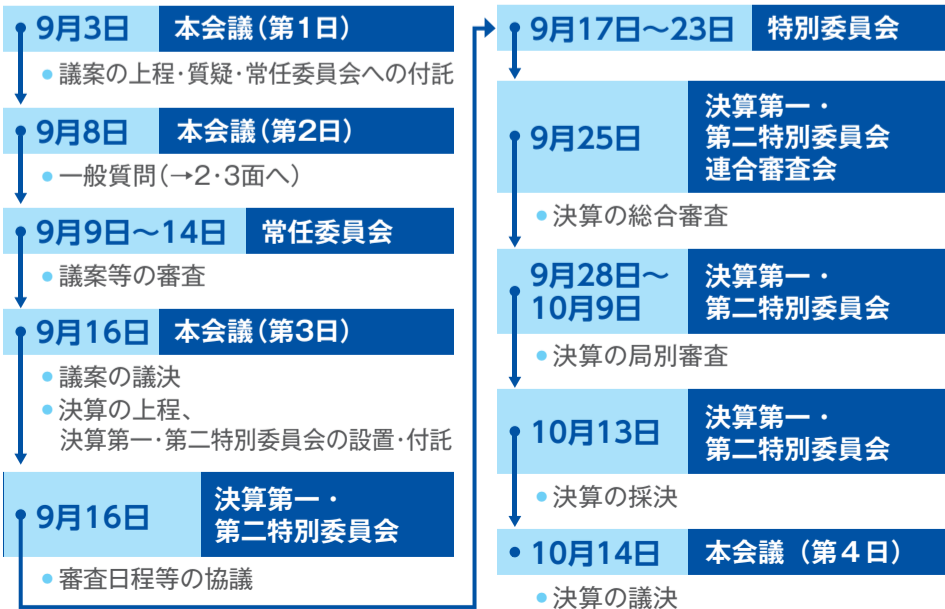 9月3日 本会議(第1日)
・議案の上程・質疑・常任委員会への付託
9月8日 本会議(第2日)
・一般質問(→2・3面へ)
9月9日〜14日 常任委員会
・議案等の審査
9月16日 本会議(第3日)
・議案の議決
・決算の上程、
決算第一・第二特別委員会の設置・付託
9月16日 決算第一・
第二特別委員会
・審査日程等の協議
9月17日〜23日 特別委員会
9月25日 決算第一・
第二特別委員会
連合審査会
・決算の総合審査
9月28日〜
10月9日 決算第一・
第二特別委員会
・決算の局別審査
10月13日 決算第一・
第二特別委員会
・決算の採決
10月14日 本会議(第4日)
・決算の議決